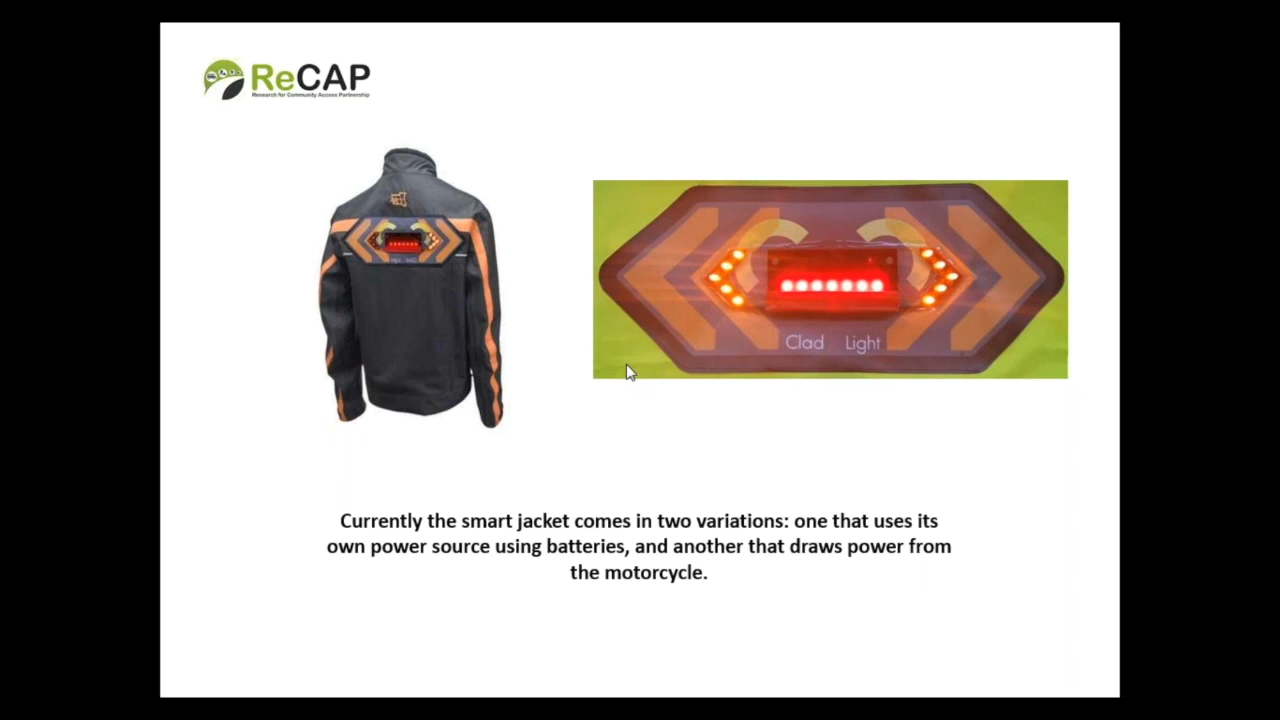 ReCAP
Research for Community Access Partnership
Clad Light
Currently the smart jacket comes in two variations: one that uses its
own power source using batteries, and another that draws power from
the motorcycle.